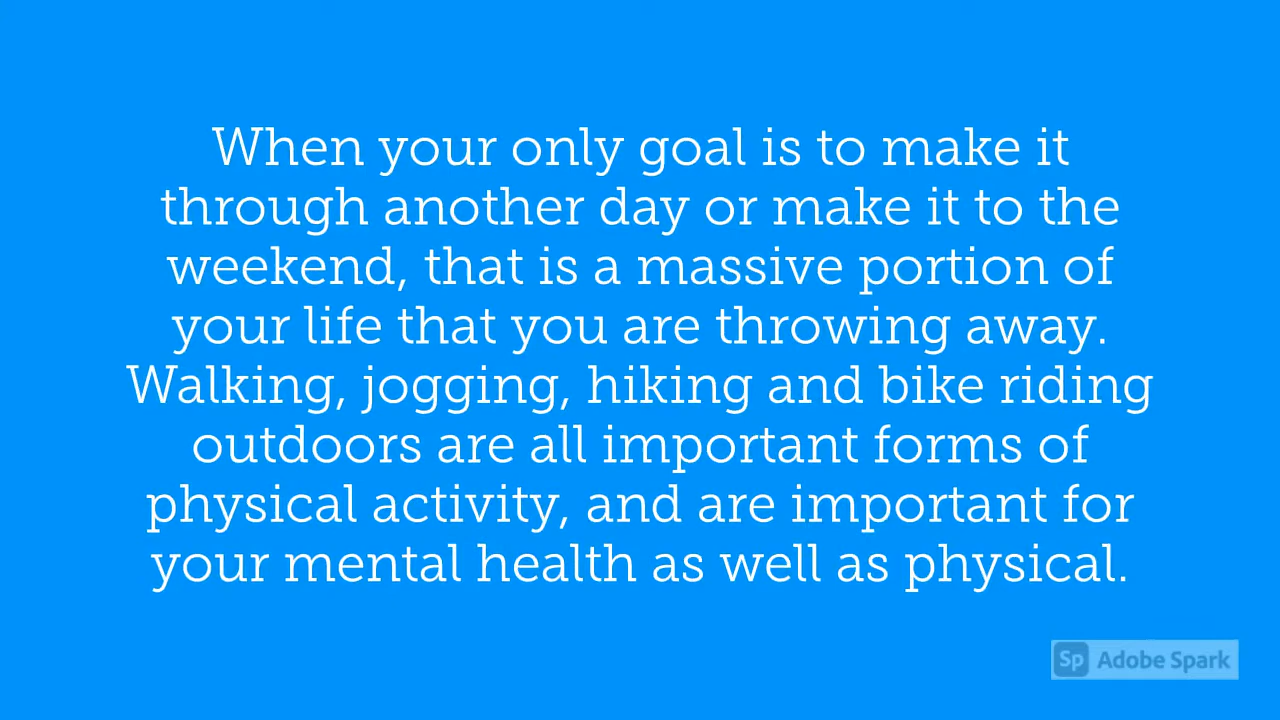 When your only goal is to make it
through another day or make it to the
weekend, that is a massive portion of
your life that you are throwing away.
Walking, jogging, hiking and bike riding
outdoors are all important forms of
physical activity, and are important for
your mental health as well as physical.
Sp Adobe Spark